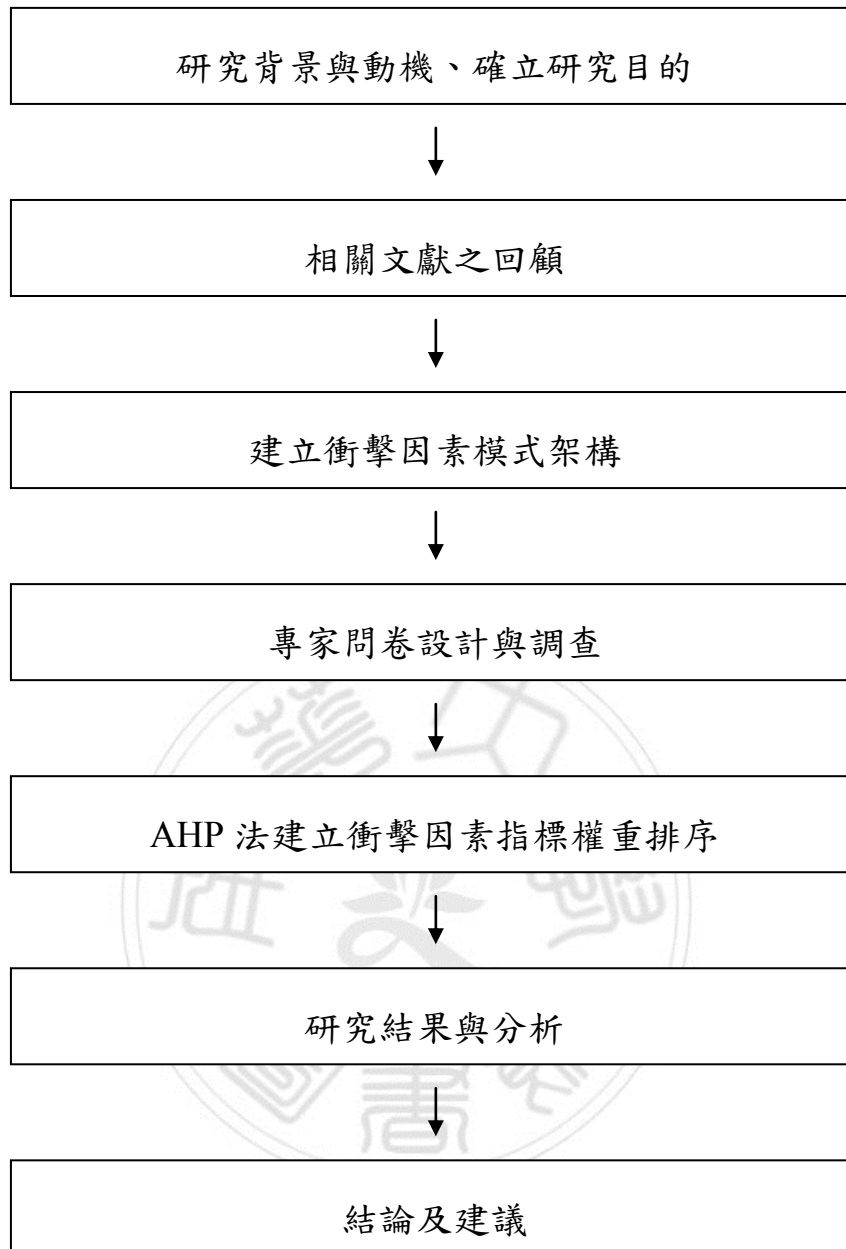 研究背景與動機、確立研究目的
相關文獻之回顧
建立衝擊因素模式架構
專家問卷設計與調查
AHP 法建立衝擊因素指標權重排序
研究結果與分析
結論及建議